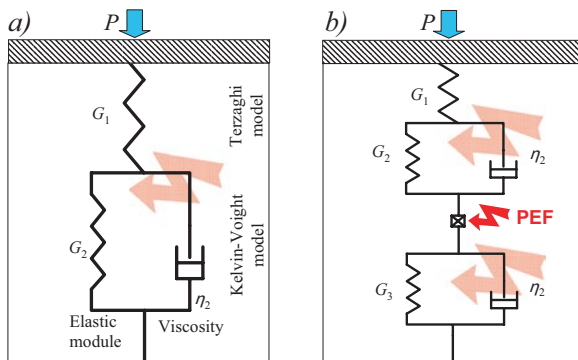 a)
P
G1
Terzaghi
model
G2
Kelvin-Voight
model
η2
Elastic
module
Viscosity
b)
P
G1
G2
η2
PEF
G3
η2